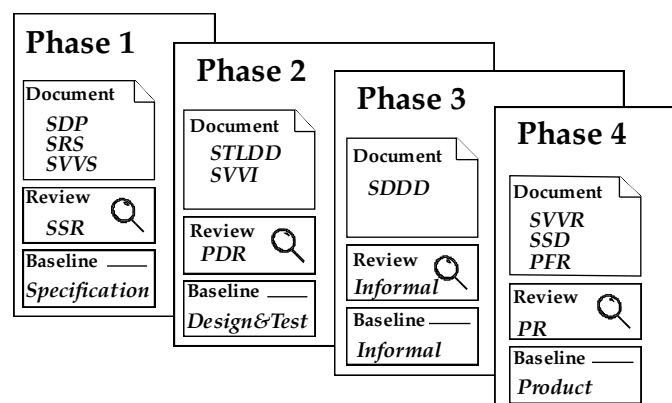 Phase 1
Document
SDP
SRS
SVVS
Review
SSR
Baseline
Specification
Phase 2
Document
STLDD
SVVI
Review
PDR
Baseline
Design&Test
Phase 3
Document
SDDD
Review
Informal
Baseline
Informal
Phase 4
Document
SVVR
SSD
PFR
Review
PR
Baseline
Product